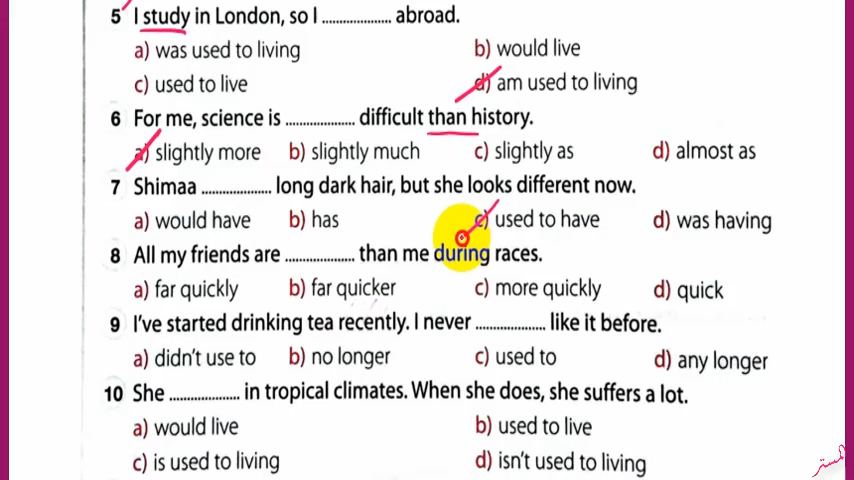 5 I study in London, so I .................... abroad.
a) was used to living b) would live
c) used to live d) am used to living
6 For me, science is .................... difficult than history.
a) slightly more b) slightly much c) slightly as d) almost as
7 Shimaa .................... long dark hair, but she looks different now.
a) would have b) has c) used to have d) was having
8 All my friends are .................... than me during races.
a) far quickly b) far quicker c) more quickly d) quick
9 I've started drinking tea recently. I never .................... like it before.
a) didn't use to b) no longer c) used to d) any longer
10 She .................... in tropical climates. When she does, she suffers a lot.
a) would live b) used to live
c) is used to living d) isn't used to living
المستر